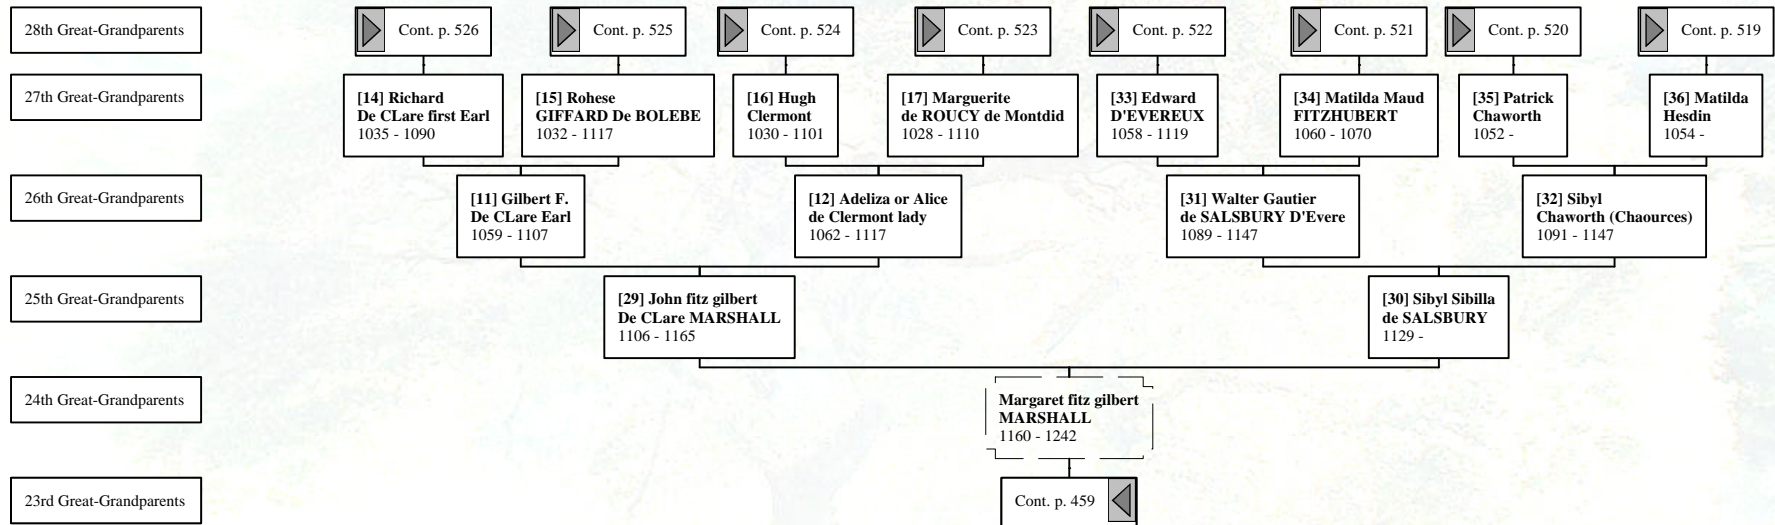 28th Great-Grandparents
Cont. p. 526
Cont. p. 525
Cont. p. 524
Cont. p. 523
Cont. p. 522
Cont. p. 521
Cont. p. 520
Cont. p. 519
27th Great-Grandparents
[14] Richard
De CLare first Earl
1035 - 1090
[15] Rohese
GIFFARD De BOLEBE
1032 - 1117
[16] Hugh
Clermont
1030 - 1101
[17] Marguerite
de ROUCY de Montdid
1028 - 1110
[33] Edward
D'EVEREUX
1058 - 1119
[34] Matilda Maud
FITZHUBERT
1060 - 1070
[35] Patrick
Chaworth
1052 -
[36] Matilda
Hesdin
1054 -
26th Great-Grandparents
[11] Gilbert F.
De CLare Earl
1059 - 1107
[12] Adeliza or Alice
de Clermont lady
1062 - 1117
[31] Walter Gautier
de SALSBURY D'Evere
1089 - 1147
[32] Sibyl
Chaworth (Chaources)
1091 - 1147
25th Great-Grandparents
[29] John fitz gilbert
De CLare MARSHALL
1106 - 1165
[30] Sibyl Sibilla
de SALSBURY
1129 -
24th Great-Grandparents
Margaret fitz gilbert
MARSHALL
1160 - 1242
23rd Great-Grandparents
Cont. p. 459